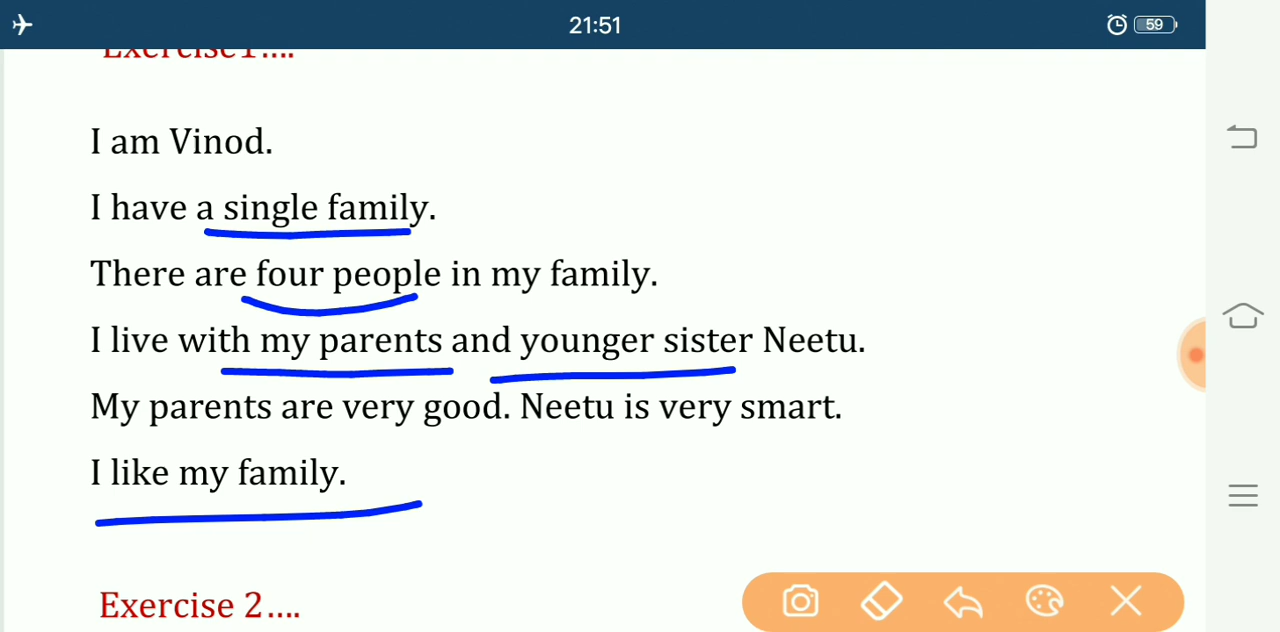 21:51
59
Exercise1....
I am Vinod.
I have a single family.
There are four people in my family.
I live with my parents and younger sister Neetu.
My parents are very good. Neetu is very smart.
I like my family.
Exercise 2....